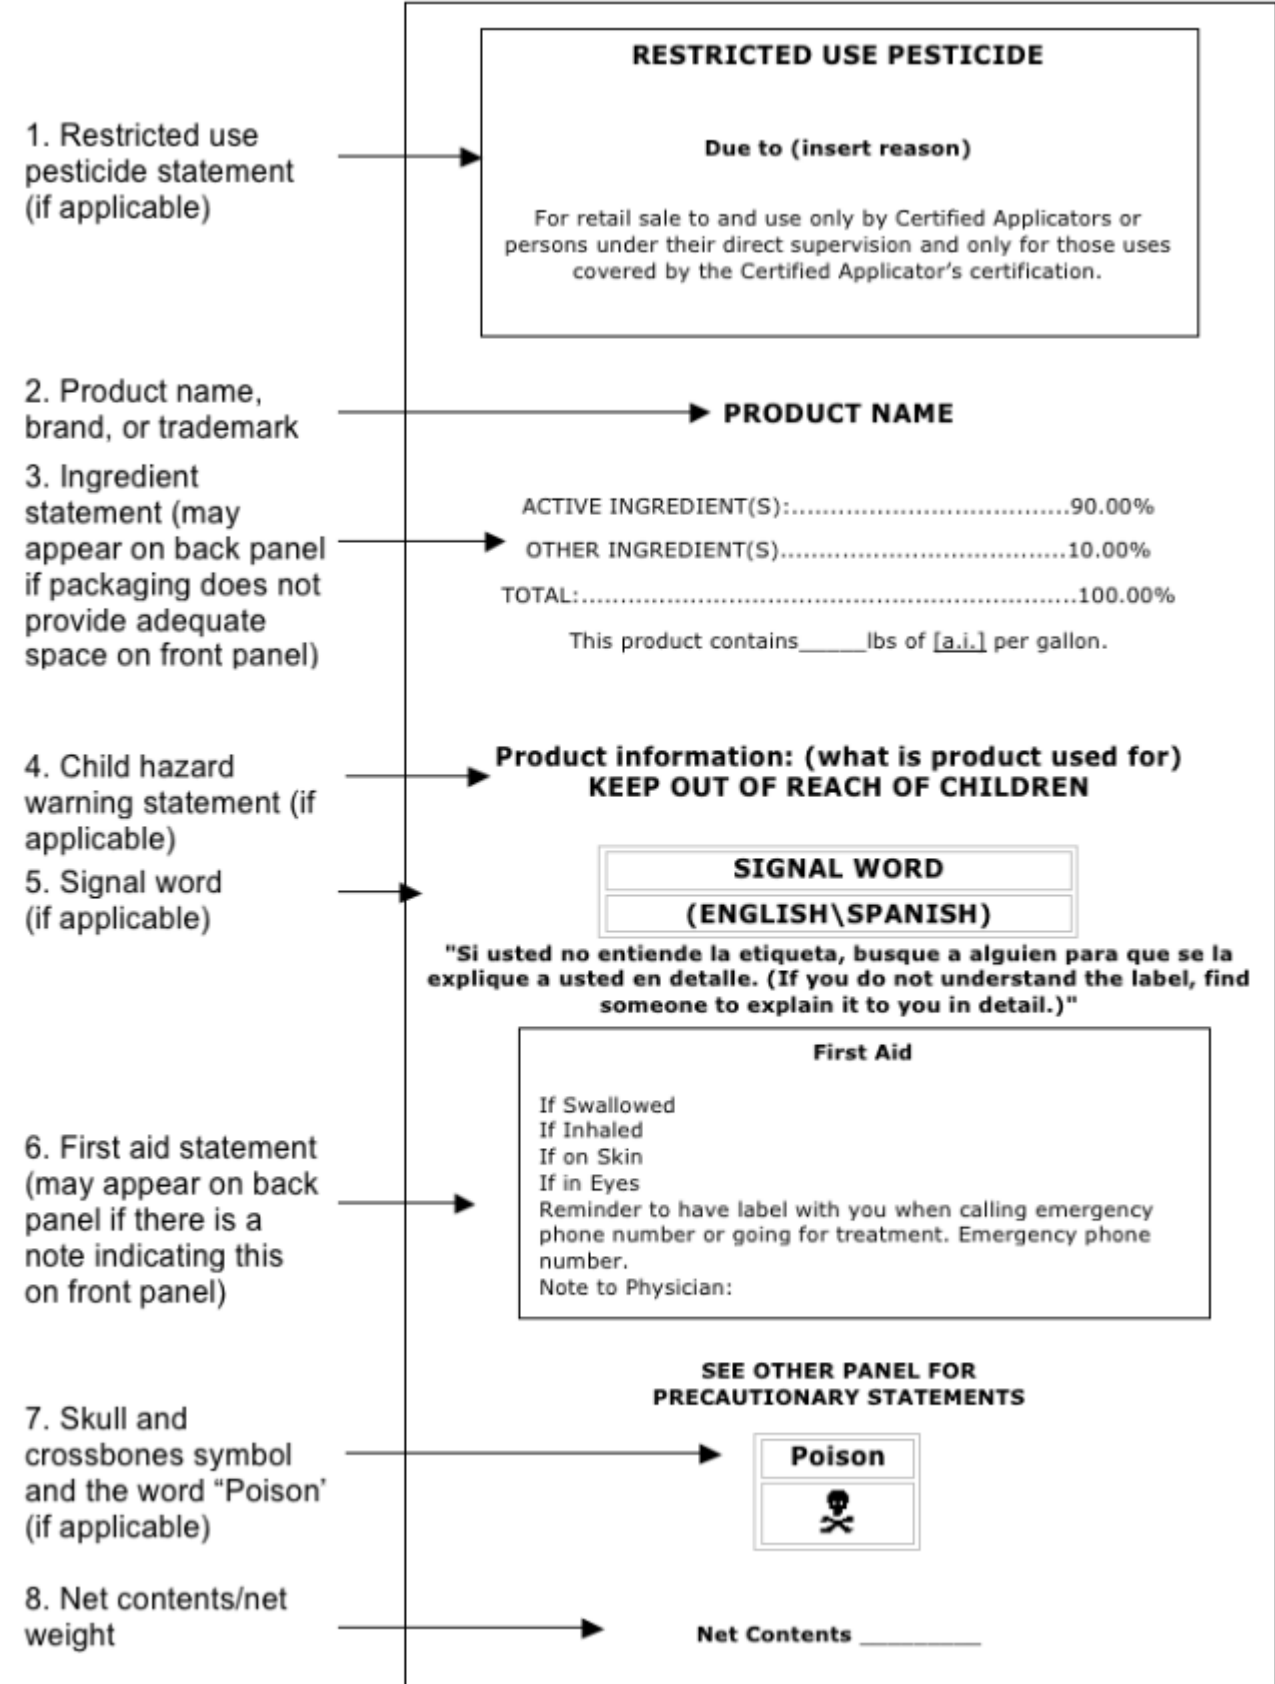 RESTRICTED USE PESTICIDE
1. Restricted use
pesticide statement
(if applicable)
Due to (insert reason)
For retail sale to and use only by Certified Applicators or
persons under their direct supervision and only for those uses
covered by the Certified Applicator's certification.
2. Product name,
brand, or trademark
PRODUCT NAME
3. Ingredient
statement (may
appear on back panel
if packaging does not
provide adequate
space on front panel)
ACTIVE INGREDIENT(S):....................................90.00%
OTHER INGREDIENT(S).....................................10.00%
TOTAL:................................................................100.00%
This product contains_____lbs of [a.i.] per gallon.
4. Child hazard
warning statement (if
applicable)
Product information: (what is product used for)
KEEP OUT OF REACH OF CHILDREN
5. Signal word
(if applicable)
SIGNAL WORD
(ENGLISH\SPANISH)
"Si usted no entiende la etiqueta, busque a alguien para que se la
explique a usted en detalle. (If you do not understand the label, find
someone to explain it to you in detail.)"
6. First aid statement
(may appear on back
panel if there is a
note indicating this
on front panel)
First Aid
If Swallowed
If Inhaled
If on Skin
If in Eyes
Reminder to have label with you when calling emergency
phone number or going for treatment. Emergency phone
number.
Note to Physician:
SEE OTHER PANEL FOR
PRECAUTIONARY STATEMENTS
7. Skull and
crossbones symbol
and the word “Poison’
(if applicable)
Poison
8. Net contents/net
weight
Net Contents _________